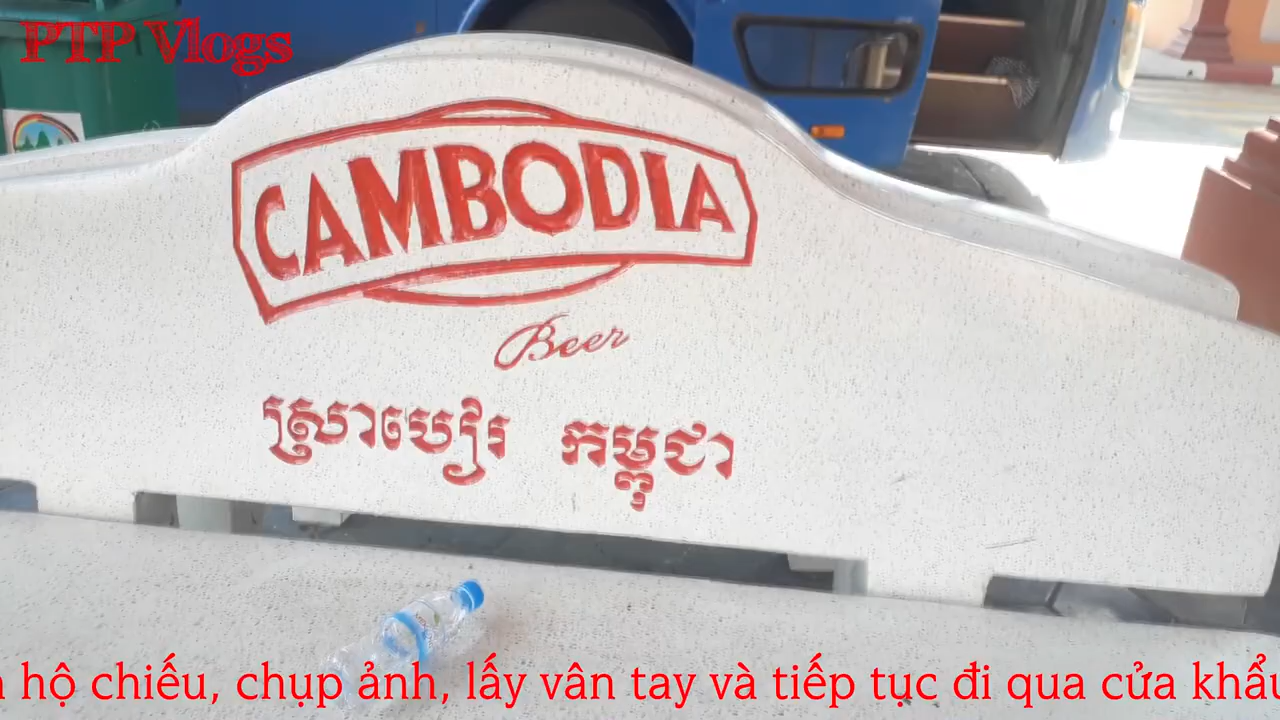 PTP Vlogs
CAMBODIA
Beer
ស្រាបៀរ កម្ពុជា
hộ chiếu, chụp ảnh, lấy vân tay và tiếp tục đi qua cửa khẩu